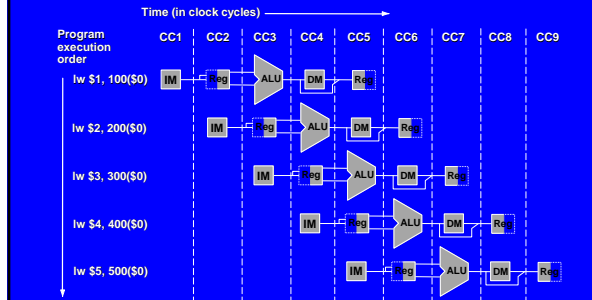 Time (in clock cycles)
Program
execution
order
CC1 CC2 CC3 CC4 CC5 CC6 CC7 CC8 CC9
lw $1, 100($0) IM Reg ALU DM Reg
lw $2, 200($0) IM Reg ALU DM Reg
lw $3, 300($0) IM Reg ALU DM Reg
lw $4, 400($0) IM Reg ALU DM Reg
lw $5, 500($0) IM Reg ALU DM Reg